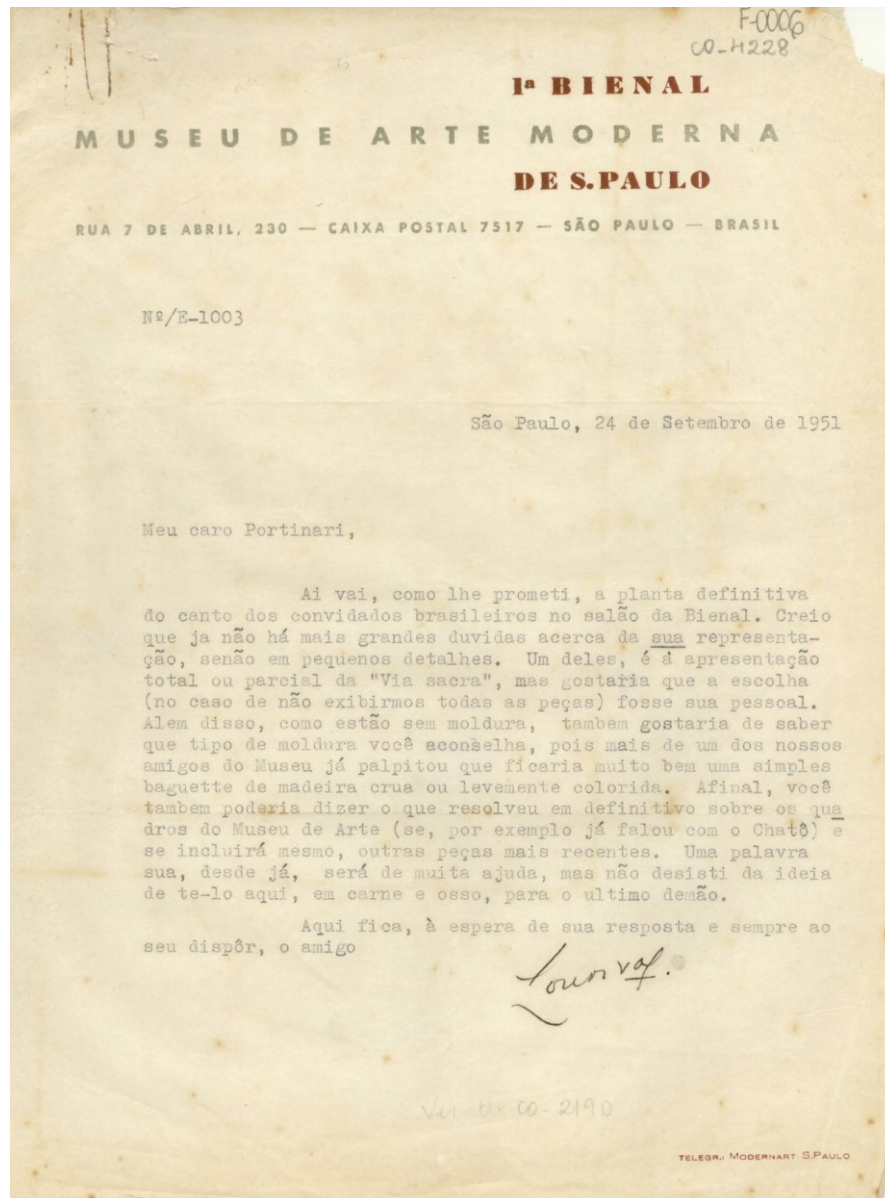 F-0006
CO-4228
1ª BIENAL
MUSEU DE ARTE MODERNA
DE S. PAULO
RUA 7 DE ABRIL, 230 — CAIXA POSTAL 7517 — SÃO PAULO — BRASIL
Nº/E-1003
São Paulo, 24 de Setembro de 1951
Meu caro Portinari,
Ai vai, como lhe prometi, a planta definitiva
do canto dos convidados brasileiros no salão da Bienal. Creio
que ja não há mais grandes duvidas acerca da sua representa-
ção, senão em pequenos detalhes. Um deles, é à apresentação
total ou parcial da "Via sacra", mas gostaria que a escolha
(no caso de não exibirmos todas as peças) fosse sua pessoal.
Alem disso, como estão sem moldura, tambem gostaria de saber
que tipo de moldura você aconselha, pois mais de um dos nossos
amigos do Museu já palpitou que ficaria muito bem uma simples
baguette de madeira crua ou levemente colorida. Afinal, você
tambem poderia dizer o que resolveu em definitivo sobre os qua
dros do Museu de Arte (se, por exemplo já falou com o Chatô) e
se incluirá mesmo, outras peças mais recentes. Uma palavra
sua, desde já, será de muita ajuda, mas não desisti da ideia
de te-lo aqui, em carne e osso, para o ultimo demão.
Aqui fica, à espera de sua resposta e sempre ao
seu dispôr, o amigo
Lourival.
CO-2190
TELEGR.: MODERNART S.PAULO